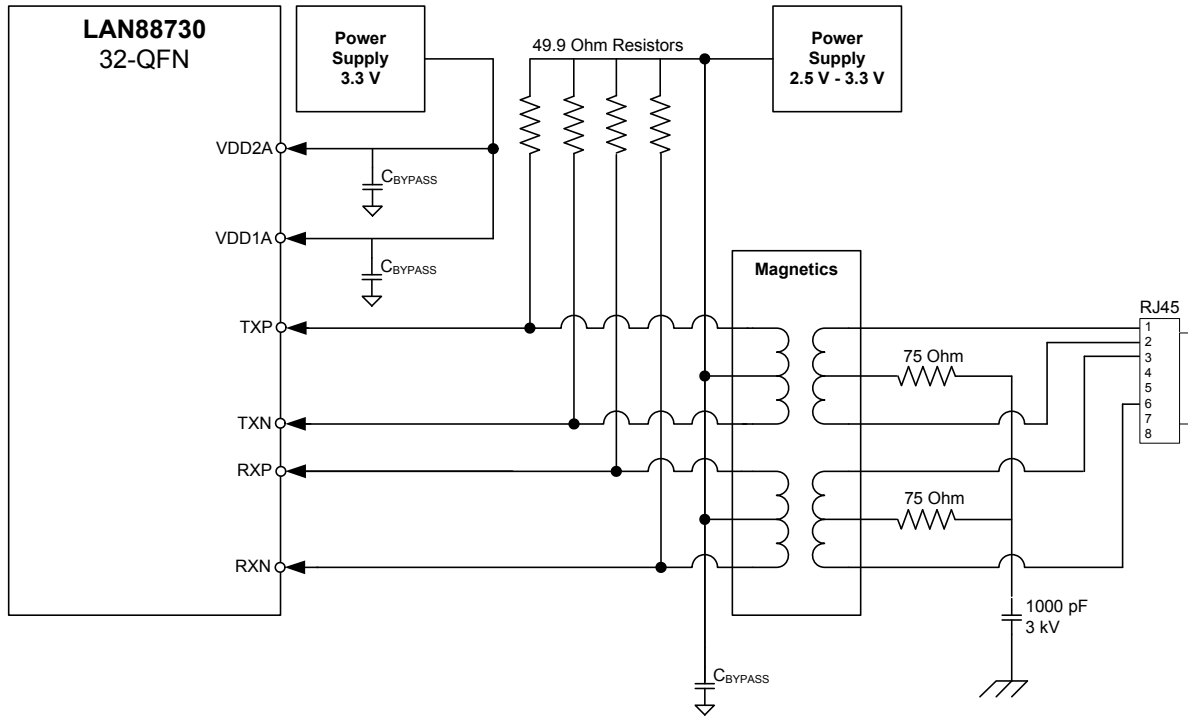 LAN88730
32-QFN
Power
Supply
3.3 V
49.9 Ohm Resistors
Power
Supply
2.5 V - 3.3 V
VDD2A
CBYPASS
VDD1A
CBYPASS
Magnetics
TXP
RJ45
1
2
3
4
5
6
7
8
75 Ohm
TXN
RXP
75 Ohm
RXN
1000 pF
3 kV
CBYPASS